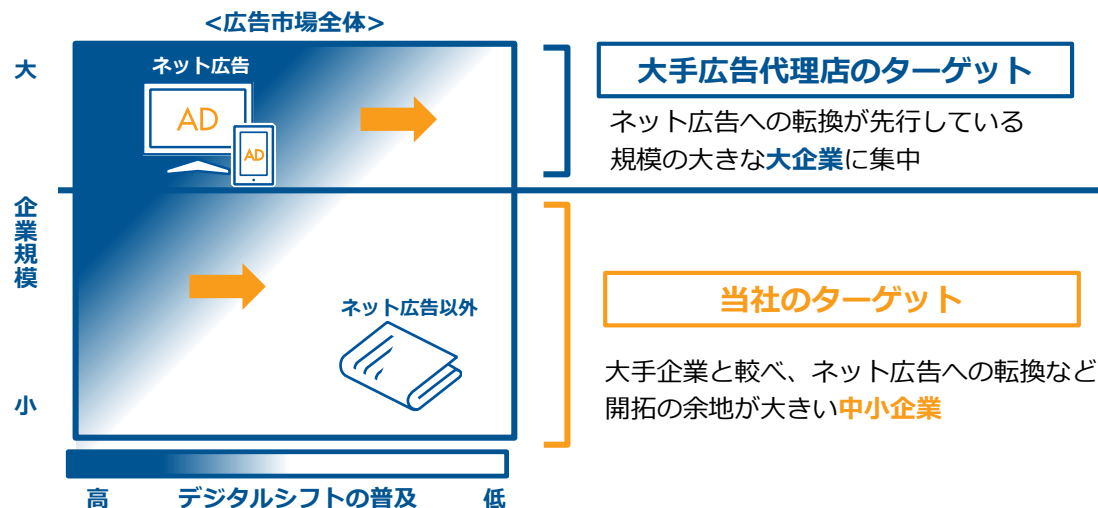 <広告市場全体>
大
ネット広告
AD
AD
企業規模
ネット広告以外
小
高
デジタルシフトの普及
低
大手広告代理店のターゲット
ネット広告への転換が先行している
規模の大きな大企業に集中
当社のターゲット
大手企業と較べ、ネット広告への転換など
開拓の余地が大きい中小企業